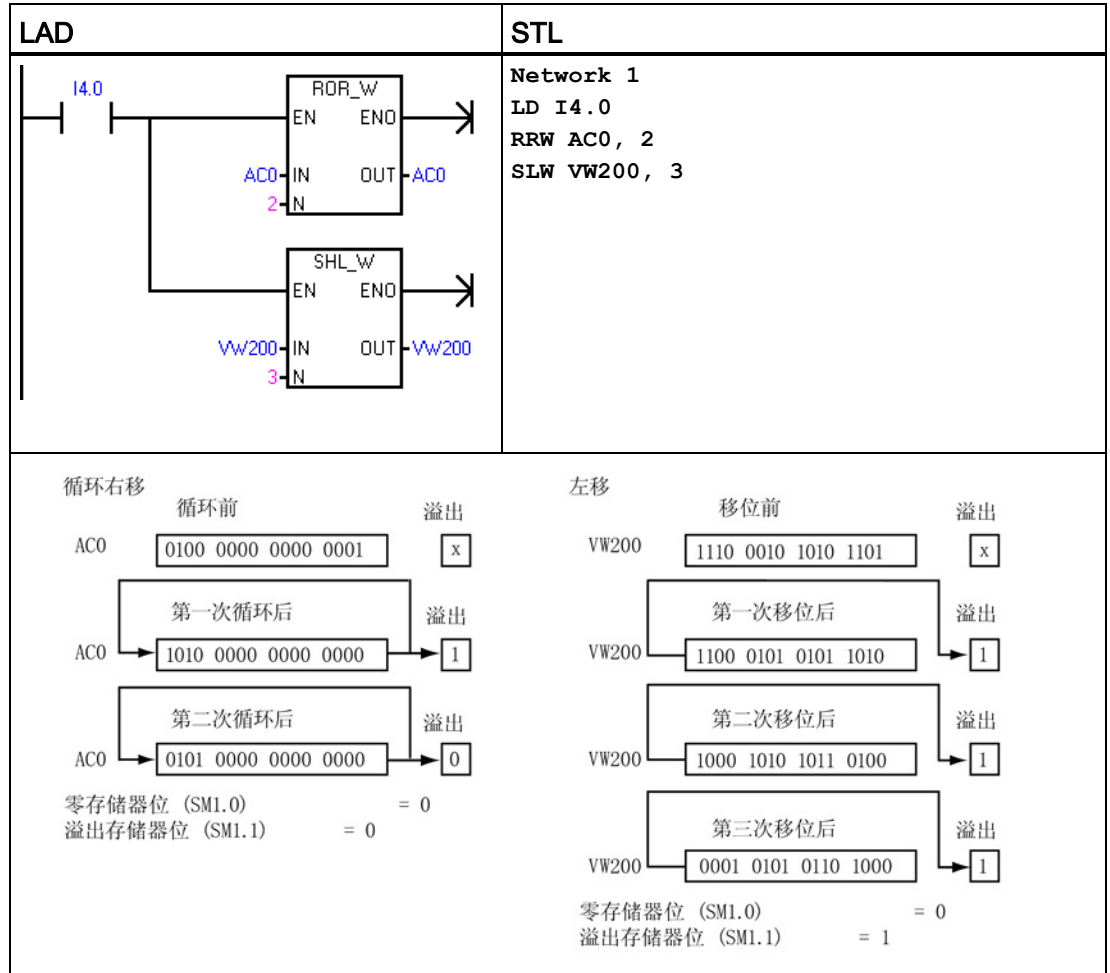 LAD
STL
I4.0
ROR_W
EN ENO
AC0 IN OUT AC0
2 N
SHL_W
EN ENO
VW200 IN OUT VW200
3 N
Network 1
LD I4.0
RRW AC0, 2
SLW VW200, 3
循环右移
循环前 溢出
AC0 0100 0000 0000 0001 x
第一次循环后 溢出
AC0 1010 0000 0000 0000 1
第二次循环后 溢出
AC0 0101 0000 0000 0000 0
零存储器位 (SM1.0) = 0
溢出存储器位 (SM1.1) = 0
左移
移位前 溢出
VW200 1110 0010 1010 1101 x
第一次移位后 溢出
VW200 1100 0101 0101 1010 1
第二次移位后 溢出
VW200 1000 1010 1011 0100 1
第三次移位后 溢出
VW200 0001 0101 0110 1000 1
零存储器位 (SM1.0) = 0
溢出存储器位 (SM1.1) = 1